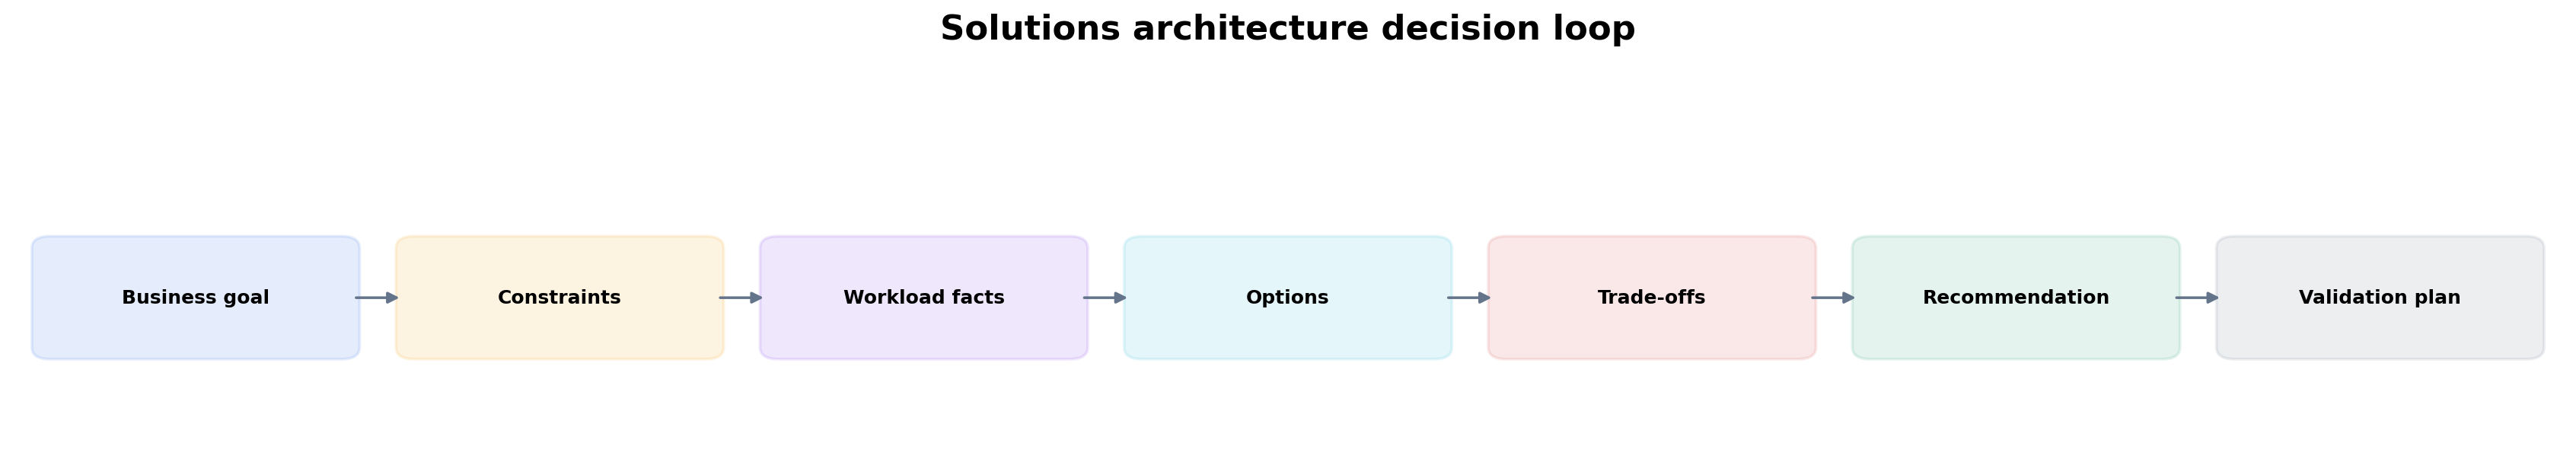 Solutions architecture decision loop
Business goal
Constraints
Workload facts
Options
Trade-offs
Recommendation
Validation plan